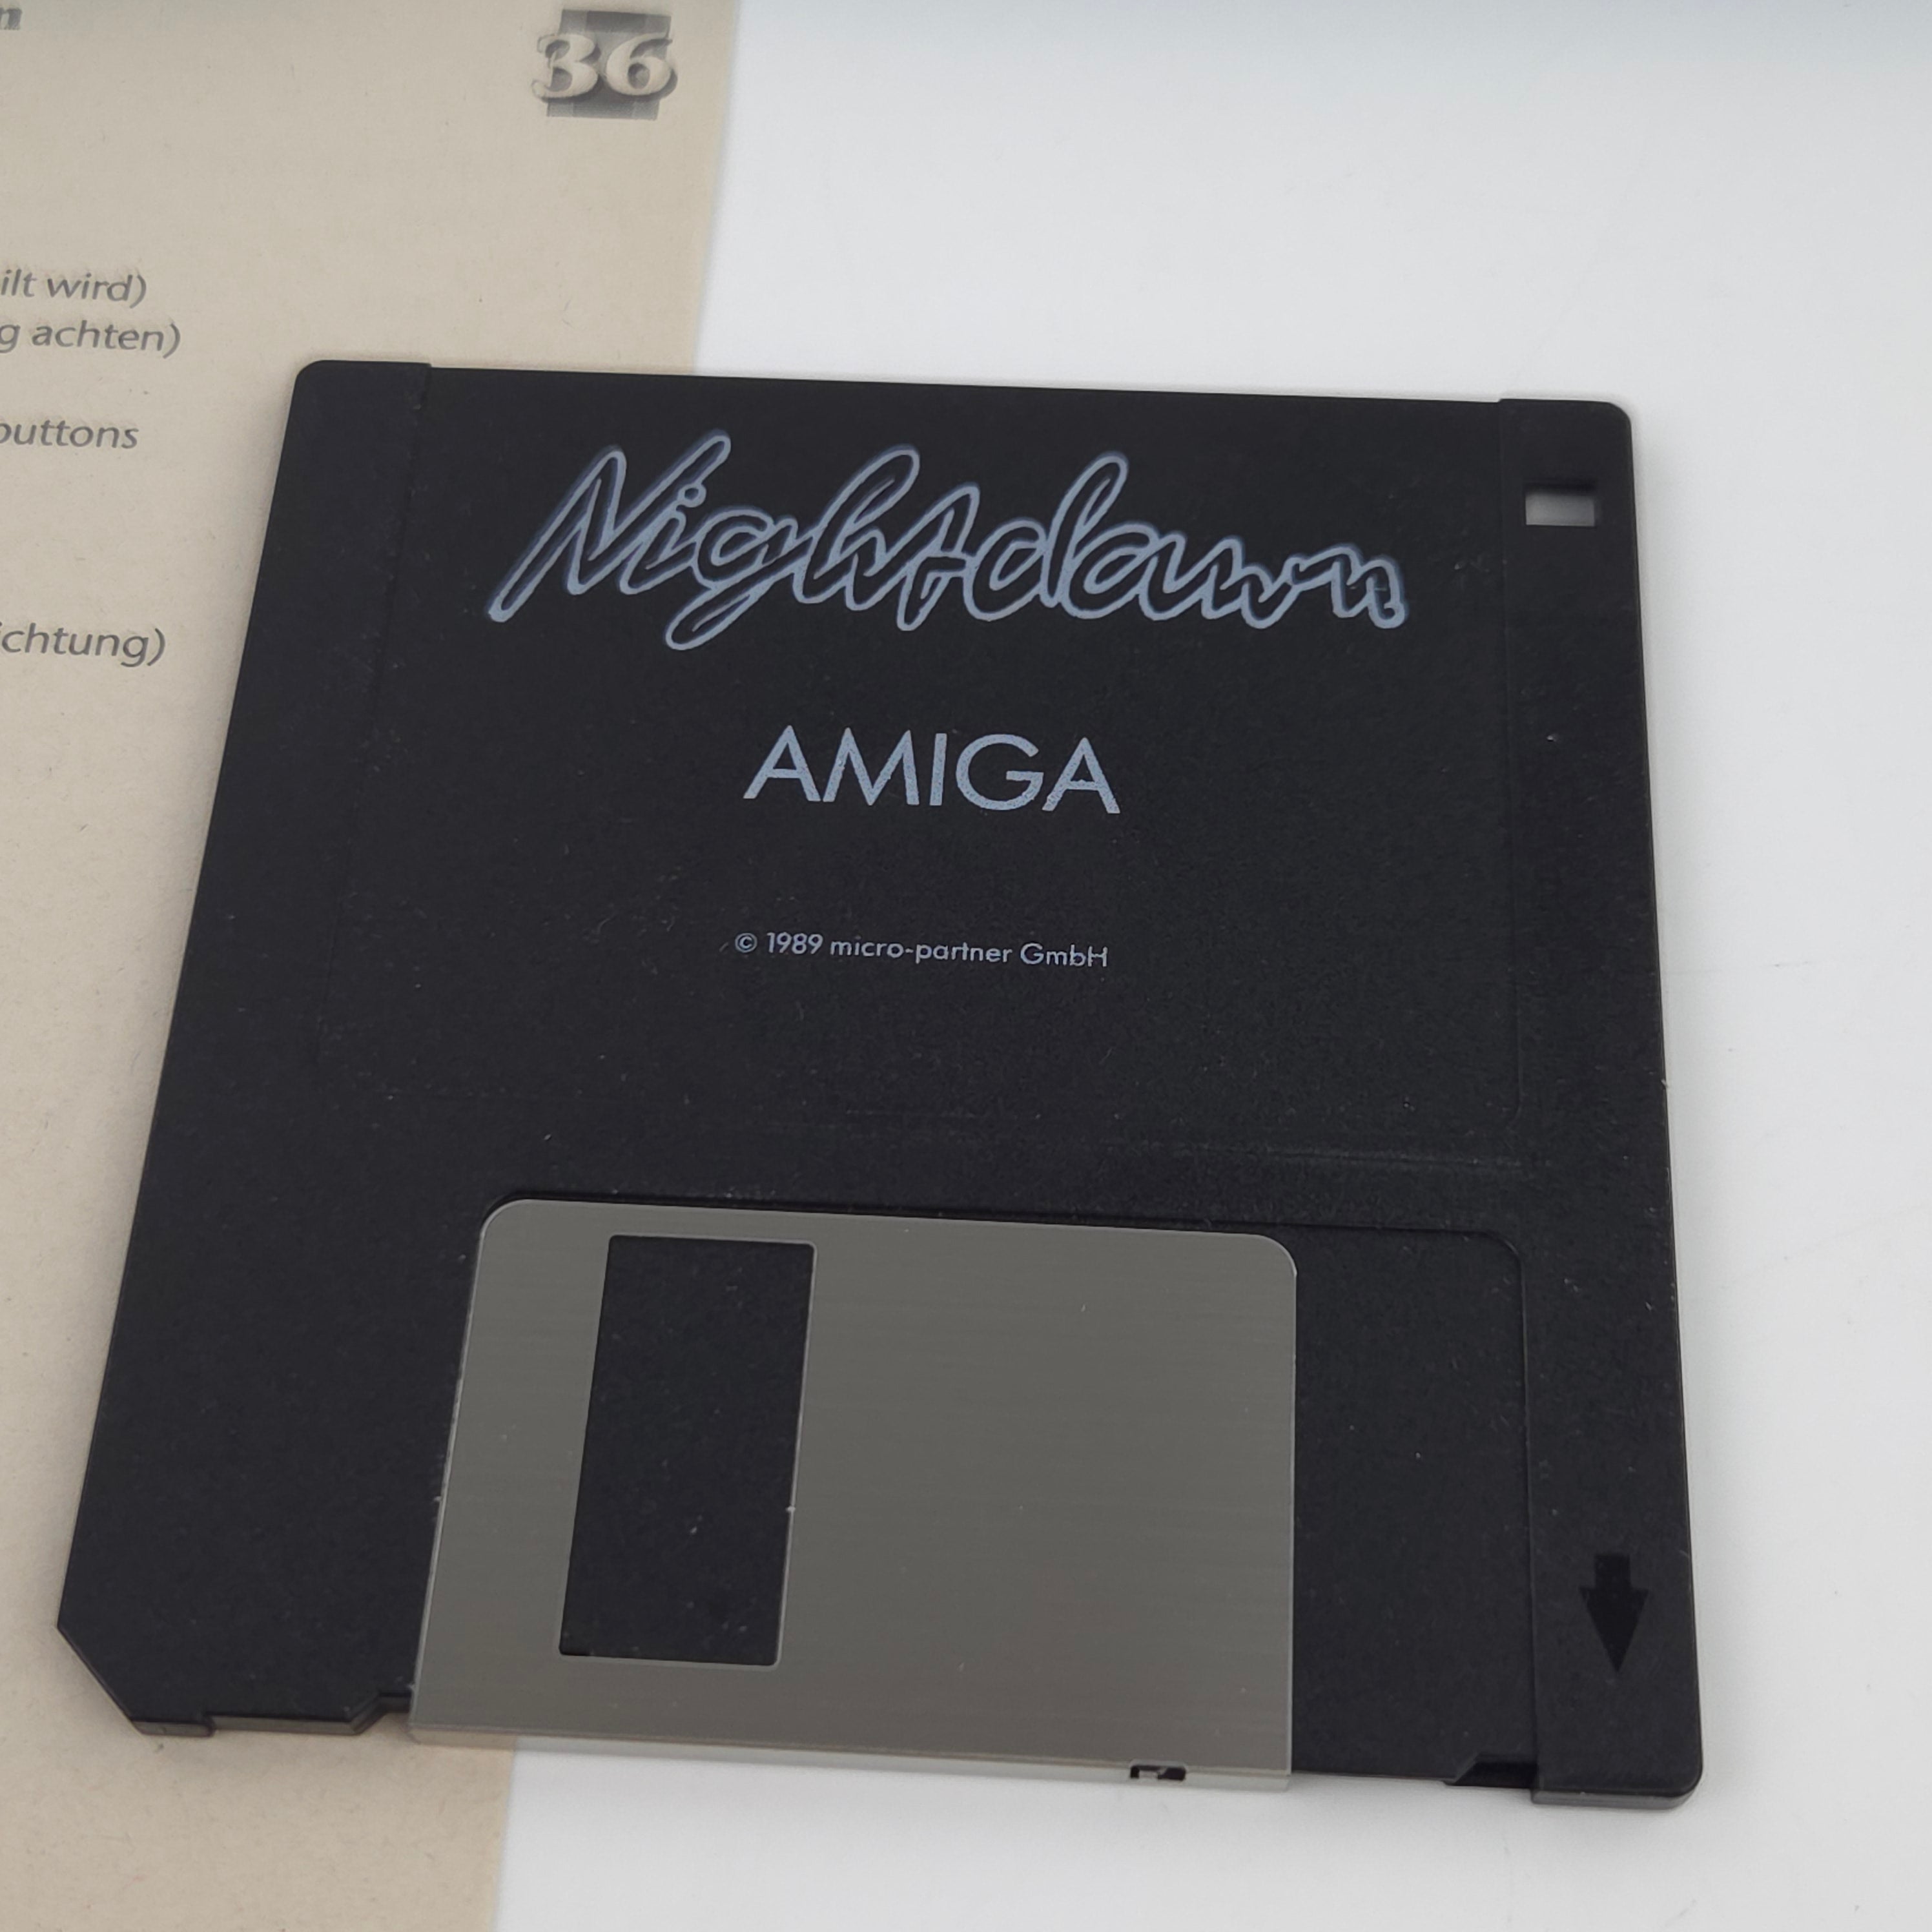 36
ilt wird)
g achten)
buttons
ichtung)
Nightdawn
AMIGA
© 1989 micro-partner GmbH